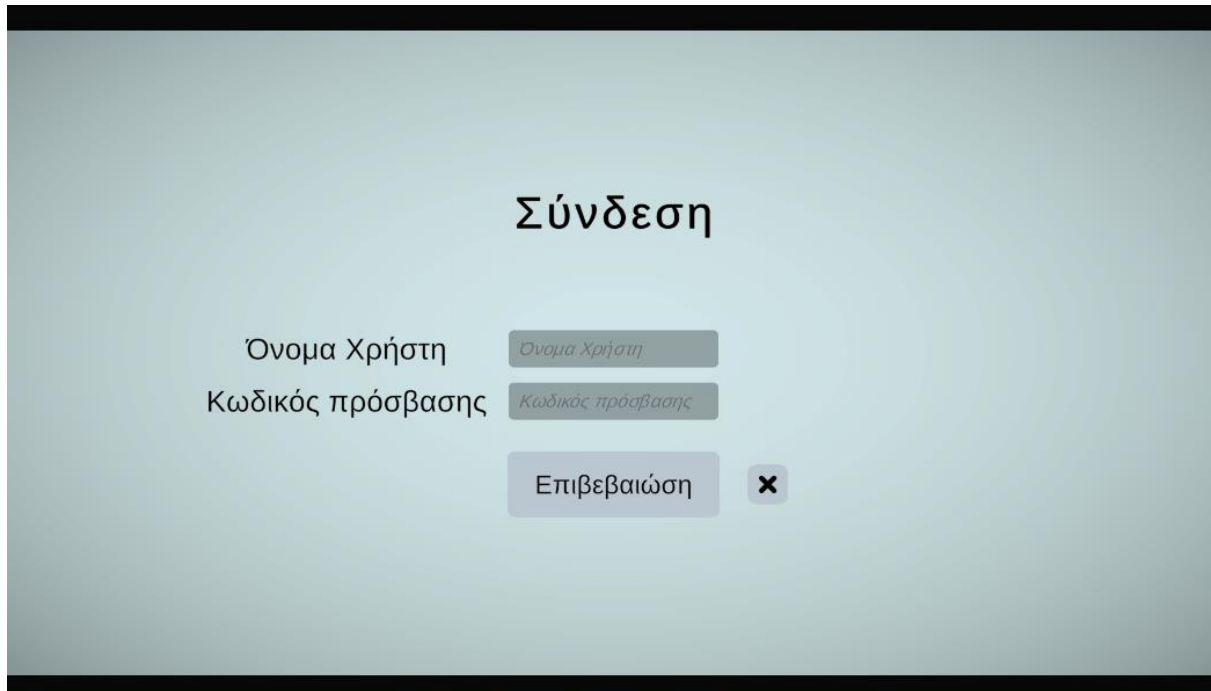 Σύνδεση
Όνομα Χρήστη Όνομα Χρήστη
Κωδικός πρόσβασης Κωδικός πρόσβασης
Επιβεβαιώση